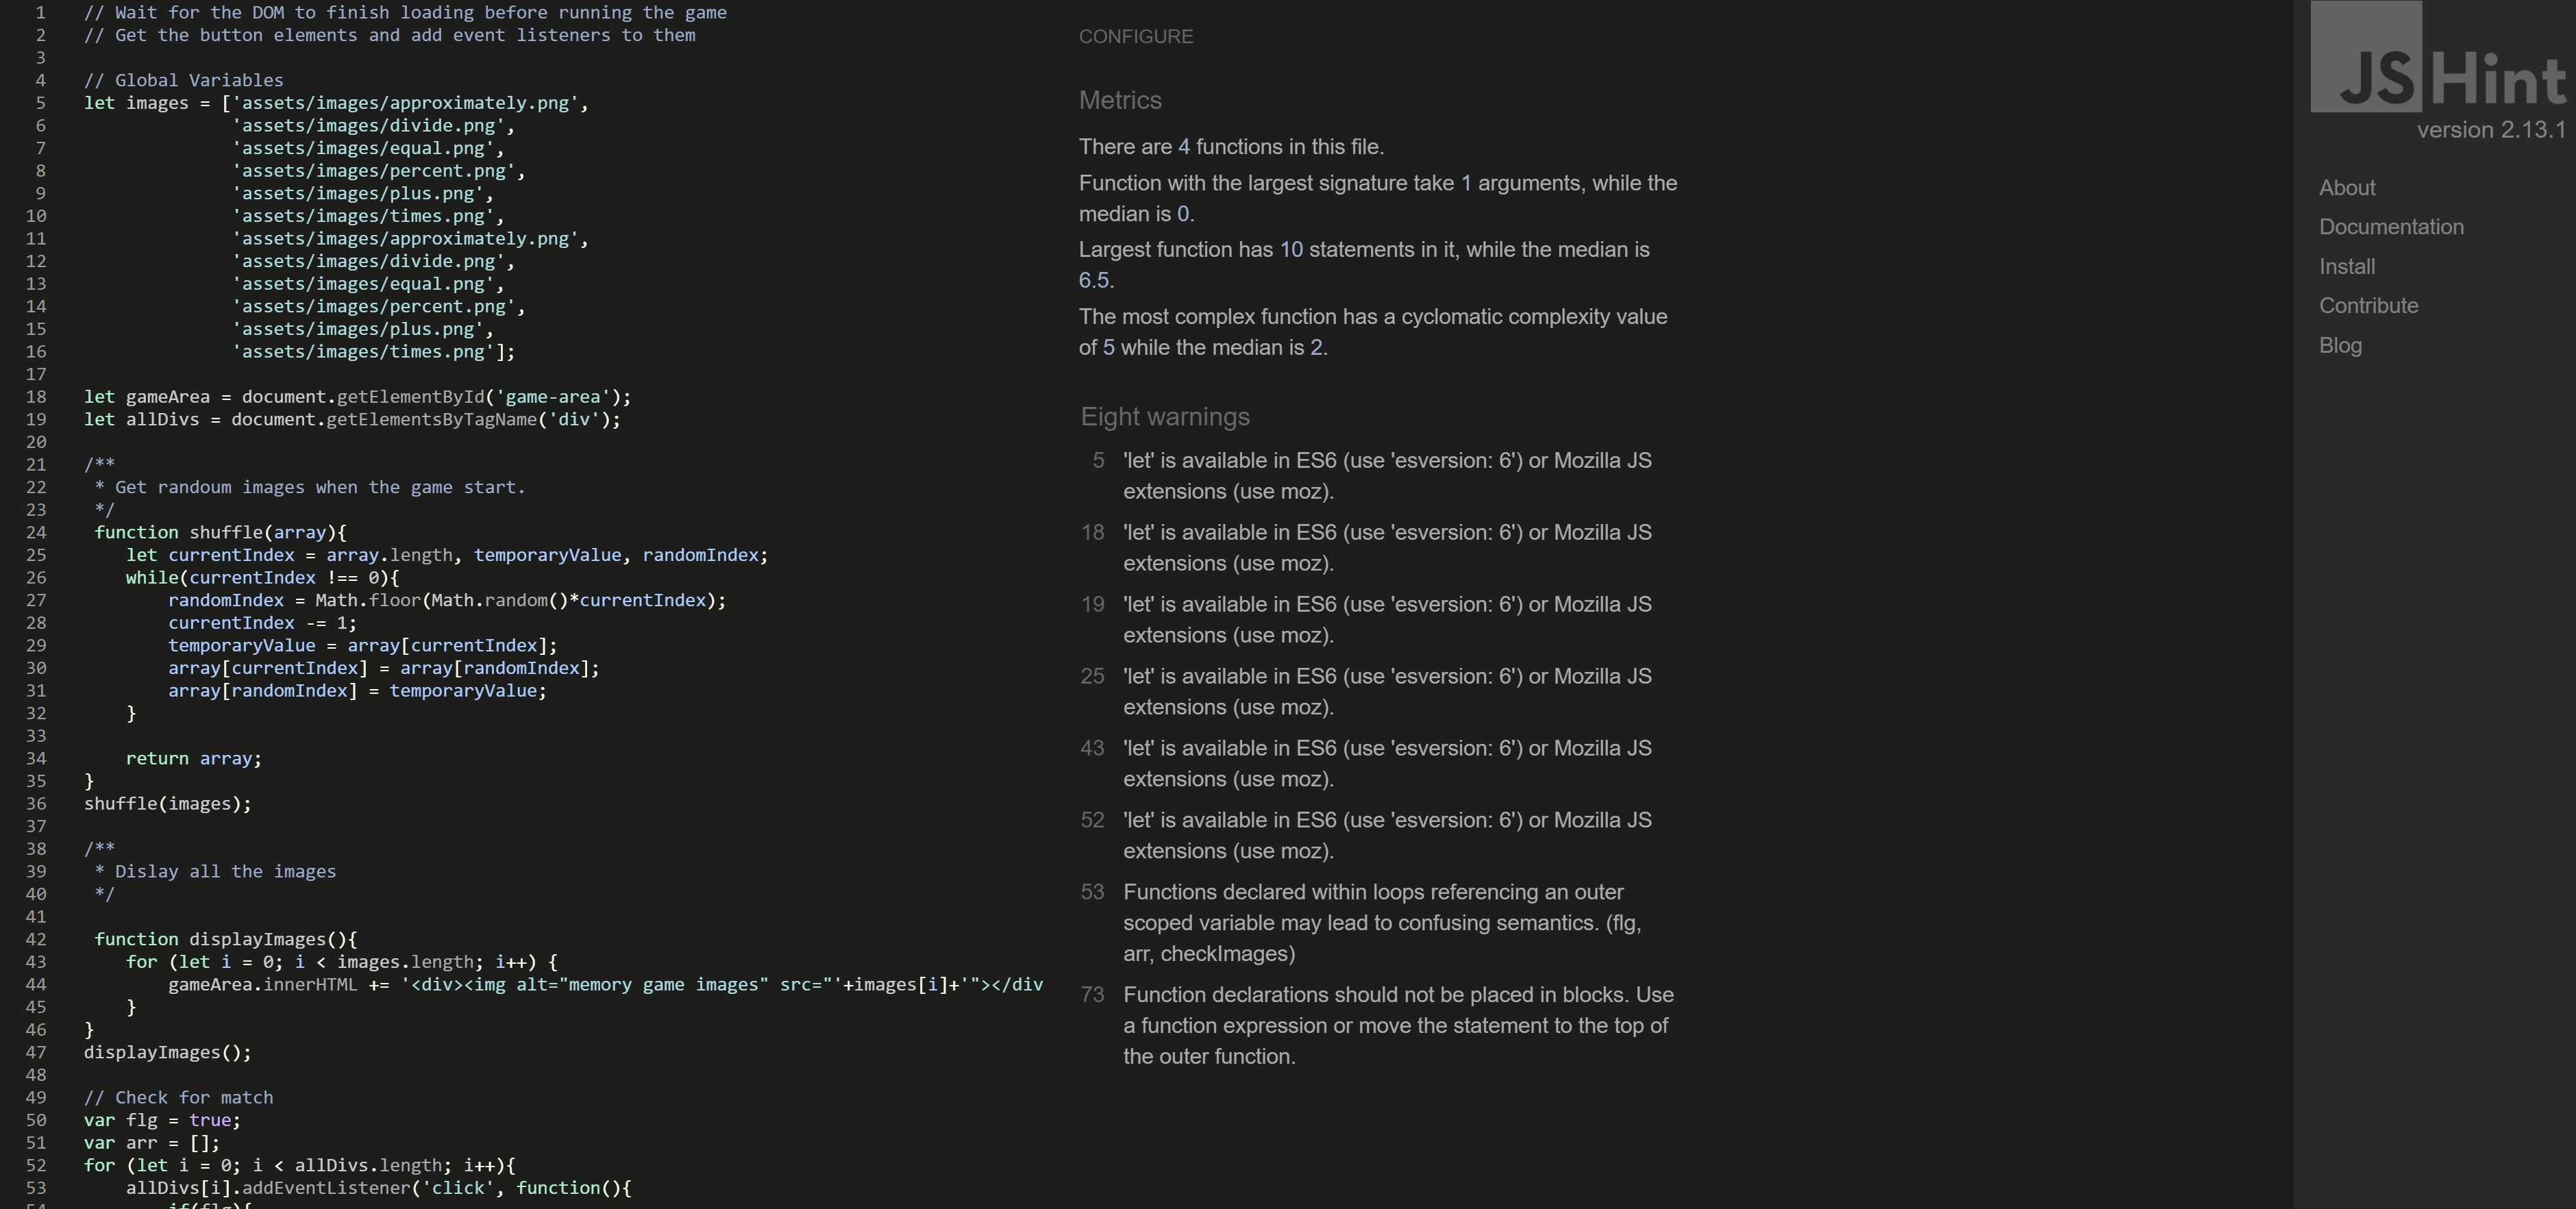 1 // Wait for the DOM to finish loading before running the game
2 // Get the button elements and add event listeners to them
3
4 // Global Variables
5 let images = ['assets/images/approximately.png',
6 'assets/images/divide.png',
7 'assets/images/equal.png',
8 'assets/images/percent.png',
9 'assets/images/plus.png',
10 'assets/images/times.png',
11 'assets/images/approximately.png',
12 'assets/images/divide.png',
13 'assets/images/equal.png',
14 'assets/images/percent.png',
15 'assets/images/plus.png',
16 'assets/images/times.png'];
17
18 let gameArea = document.getElementById('game-area');
19 let allDivs = document.getElementsByTagName('div');
20
21 /**
22 * Get randoum images when the game start.
23 */
24 function shuffle(array){
25 let currentIndex = array.length, temporaryValue, randomIndex;
26 while(currentIndex !== 0){
27 randomIndex = Math.floor(Math.random()*currentIndex);
28 currentIndex -= 1;
29 temporaryValue = array[currentIndex];
30 array[currentIndex] = array[randomIndex];
31 array[randomIndex] = temporaryValue;
32 }
33
34 return array;
35 }
36 shuffle(images);
37
38 /**
39 * Dislay all the images
40 */
41
42 function displayImages(){
43 for (let i = 0; i < images.length; i++) {
44 gameArea.innerHTML += '<div><img alt="memory game images" src="'+images[i]+'"></div
45 }
46 }
47 displayImages();
48
49 // Check for match
50 var flg = true;
51 var arr = [];
52 for (let i = 0; i < allDivs.length; i++){
53 allDivs[i].addEventListener('click', function(){
54 if(flg){
CONFIGURE
Metrics
There are 4 functions in this file.
Function with the largest signature take 1 arguments, while the
median is 0.
Largest function has 10 statements in it, while the median is
6.5.
The most complex function has a cyclomatic complexity value
of 5 while the median is 2.
Eight warnings
5 'let' is available in ES6 (use 'esversion: 6') or Mozilla JS
extensions (use moz).
18 'let' is available in ES6 (use 'esversion: 6') or Mozilla JS
extensions (use moz).
19 'let' is available in ES6 (use 'esversion: 6') or Mozilla JS
extensions (use moz).
25 'let' is available in ES6 (use 'esversion: 6') or Mozilla JS
extensions (use moz).
43 'let' is available in ES6 (use 'esversion: 6') or Mozilla JS
extensions (use moz).
52 'let' is available in ES6 (use 'esversion: 6') or Mozilla JS
extensions (use moz).
53 Functions declared within loops referencing an outer
scoped variable may lead to confusing semantics. (flg,
arr, checkImages)
73 Function declarations should not be placed in blocks. Use
a function expression or move the statement to the top of
the outer function.
JSHint
version 2.13.1
About
Documentation
Install
Contribute
Blog